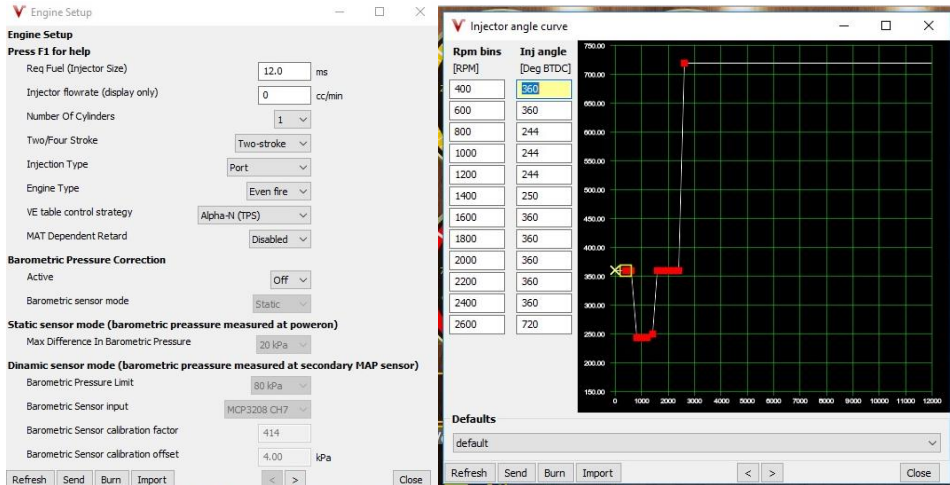 Engine Setup
Engine Setup
Press F1 for help
Req Fuel (Injector Size) 12.0 ms
Injector flowrate (display only) 0 cc/min
Number Of Cylinders 1
Two/Four Stroke Two-stroke
Injection Type Port
Engine Type Even fire
VE table control strategy Alpha-N (TPS)
MAT Dependent Retard Disabled
Barometric Pressure Correction
Active Off
Barometric sensor mode Static
Static sensor mode (barometric preassure measured at poweron)
Max Difference In Barometric Pressure 20 kPa
Dinamic sensor mode (barometric preassure measured at secondary MAP sensor)
Barometric Pressure Limit 80 kPa
Barometric Sensor input MCP3208 CH7
Barometric Sensor calibration factor 414
Barometric Sensor calibration offset 4.00 kPa
Refresh Send Burn Import < > Close
Injector angle curve
Rpm bins Inj angle
[RPM] [Deg BTDC]
400 360
600 360
800 244
1000 244
1200 244
1400 250
1600 360
1800 360
2000 360
2200 360
2400 360
2600 720
750.00
700.00
650.00
600.00
550.00
500.00
450.00
400.00
350.00
300.00
250.00
200.00
150.00
0 1000 2000 3000 4000 5000 6000 7000 8000 9000 10000 11000 12000
Defaults
default
Refresh Send Burn Import < > Close